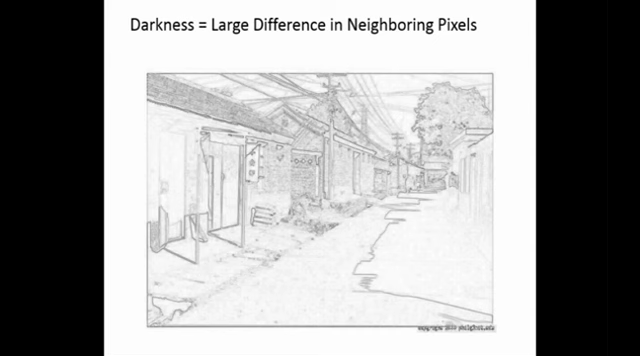 Darkness = Large Difference in Neighboring Pixels